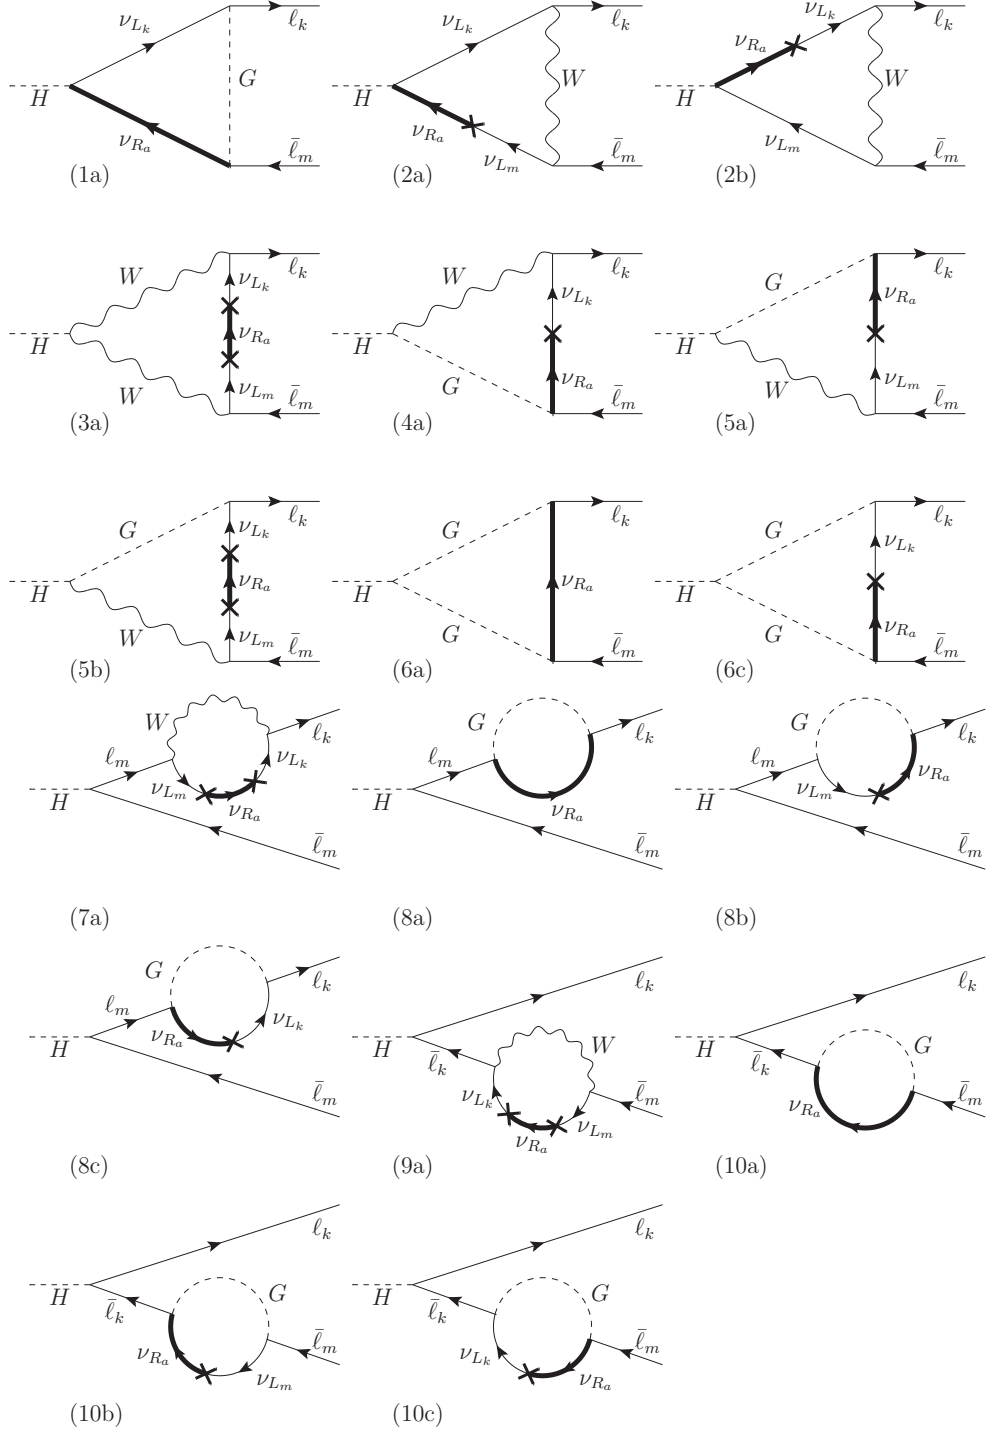 ν_{L_k} ℓ_k ν_{L_k} ℓ_k ν_{L_k} ℓ_k
ν_{R_a}
G W W
H H H
ν_{R_a} ν_{R_a} ν_{L_m}
ν_{L_m}
(1a) ℓ̄_m (2a) ℓ̄_m (2b) ℓ̄_m
W ν_{L_k} ℓ_k W ν_{L_k} ℓ_k G ν_{R_a} ℓ_k
H ν_{R_a} H H
W ν_{L_m} G ν_{R_a} W ν_{L_m}
(3a) ℓ̄_m (4a) ℓ̄_m (5a) ℓ̄_m
G ν_{L_k} ℓ_k G ℓ_k G ν_{L_k} ℓ_k
H ν_{R_a} H ν_{R_a} H
W ν_{L_m} G G ν_{R_a}
(5b) ℓ̄_m (6a) ℓ̄_m (6c) ℓ̄_m
W G G
ℓ_m ℓ_k ℓ_m ℓ_k ℓ_m ℓ_k
ν_{L_k} ν_{R_a}
H ν_{L_m} H H ν_{L_m}
ν_{R_a} ν_{R_a}
ℓ̄_m ℓ̄_m ℓ̄_m
(7a) (8a) (8b)
G ℓ_k ℓ_k ℓ_k
ℓ_m ν_{L_k}
H ν_{R_a} H W H G
ℓ̄_k ℓ̄_k
ν_{L_k} ν_{R_a}
ℓ̄_m ν_{R_a} ν_{L_m} ℓ̄_m ℓ̄_m
(8c) (9a) (10a)
ℓ_k ℓ_k
H G H G
ℓ̄_k ℓ̄_k
ν_{R_a} ℓ̄_m ν_{L_k} ℓ̄_m
ν_{L_m} ν_{R_a}
(10b) (10c)